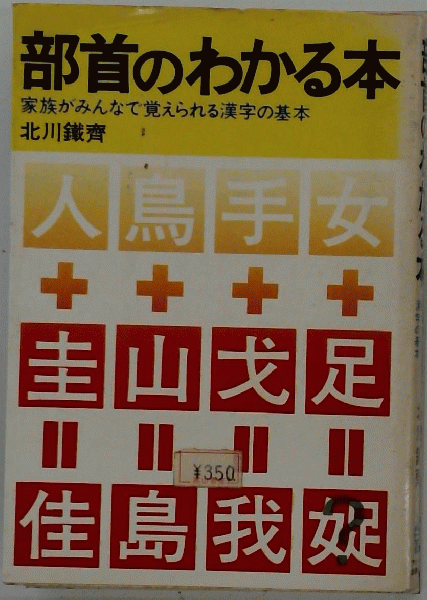 部首のわかる本
家族がみんなで覚えられる漢字の基本
北川鐵齊
人 鳥 手 女
+ + + +
圭 山 戈 足
= = = =
佳 島 我 娖
?
¥350